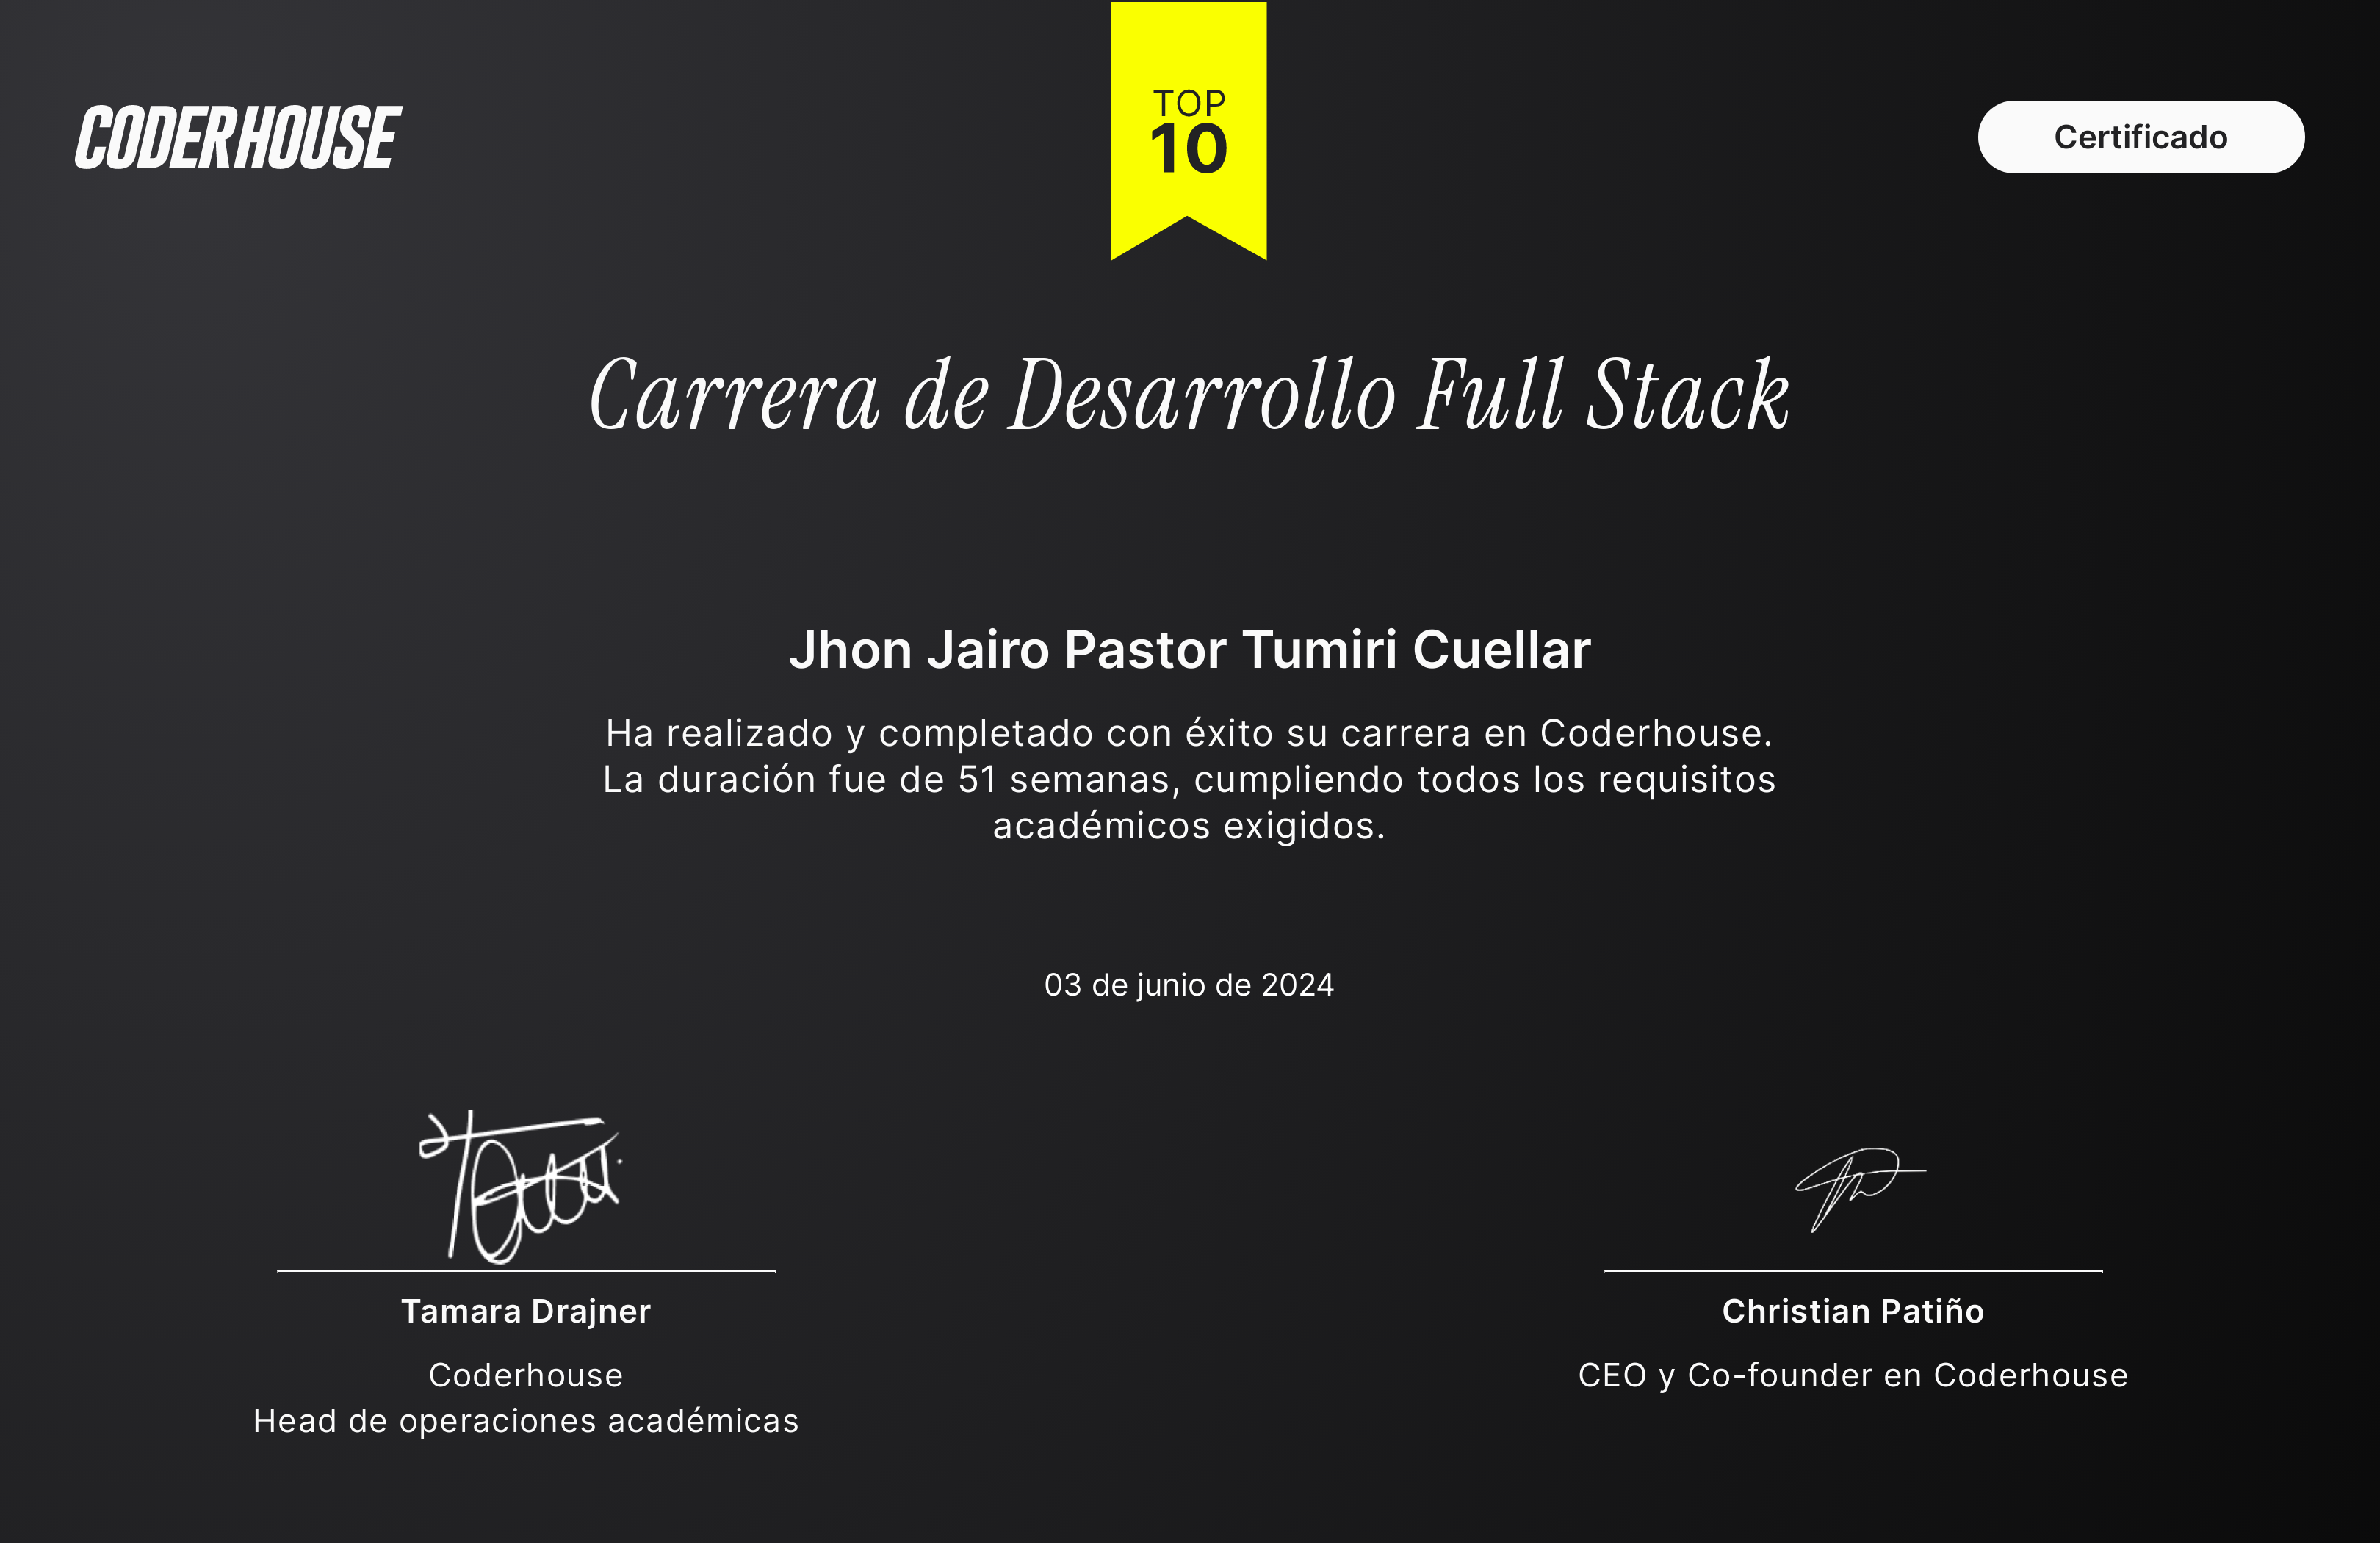 CODERHOUSE
TOP
10
Certificado
Carrera de Desarrollo Full Stack
Jhon Jairo Pastor Tumiri Cuellar
Ha realizado y completado con éxito su carrera en Coderhouse.
La duración fue de 51 semanas, cumpliendo todos los requisitos
académicos exigidos.
03 de junio de 2024
Tamara Drajner
Coderhouse
Head de operaciones académicas
Christian Patiño
CEO y Co-founder en Coderhouse